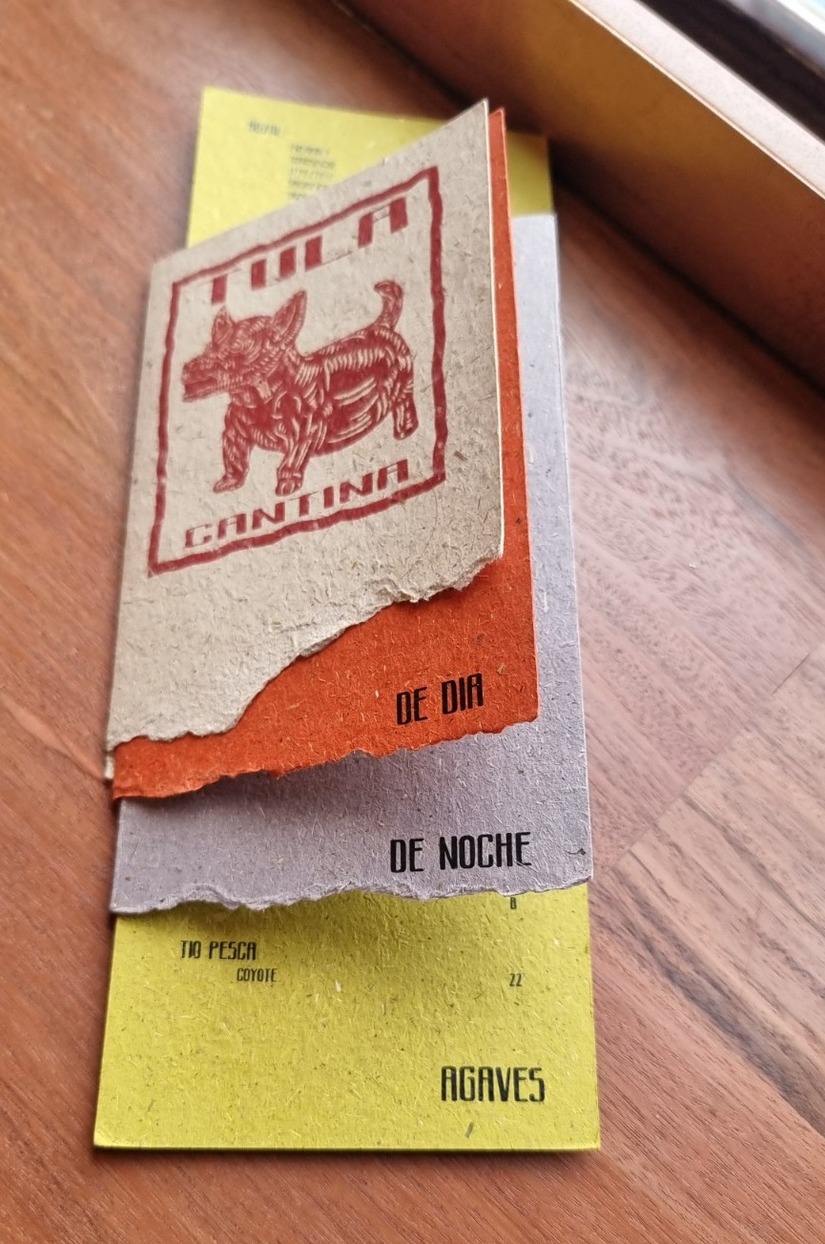 TULA
CANTINA
DE DIA
DE NOCHE
8
TIO PESCA
COYOTE 22
AGAVES